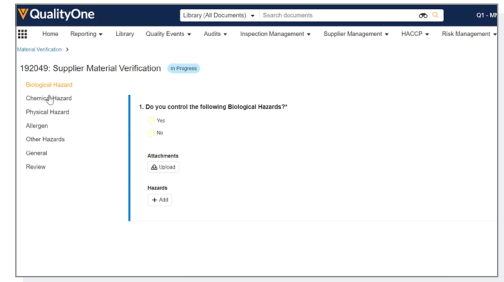 QualityOne
Library (All Documents) Search documents
Q1 - MN
Home Reporting Library Quality Events Audits Inspection Management Supplier Management HACCP Risk Management
Material Verification >
192049: Supplier Material Verification In Progress
Biological Hazard
Chemical Hazard
Physical Hazard
Allergen
Other Hazards
General
Review
1. Do you control the following Biological Hazards?*
Yes
No
Attachments
Upload
Hazards
+ Add